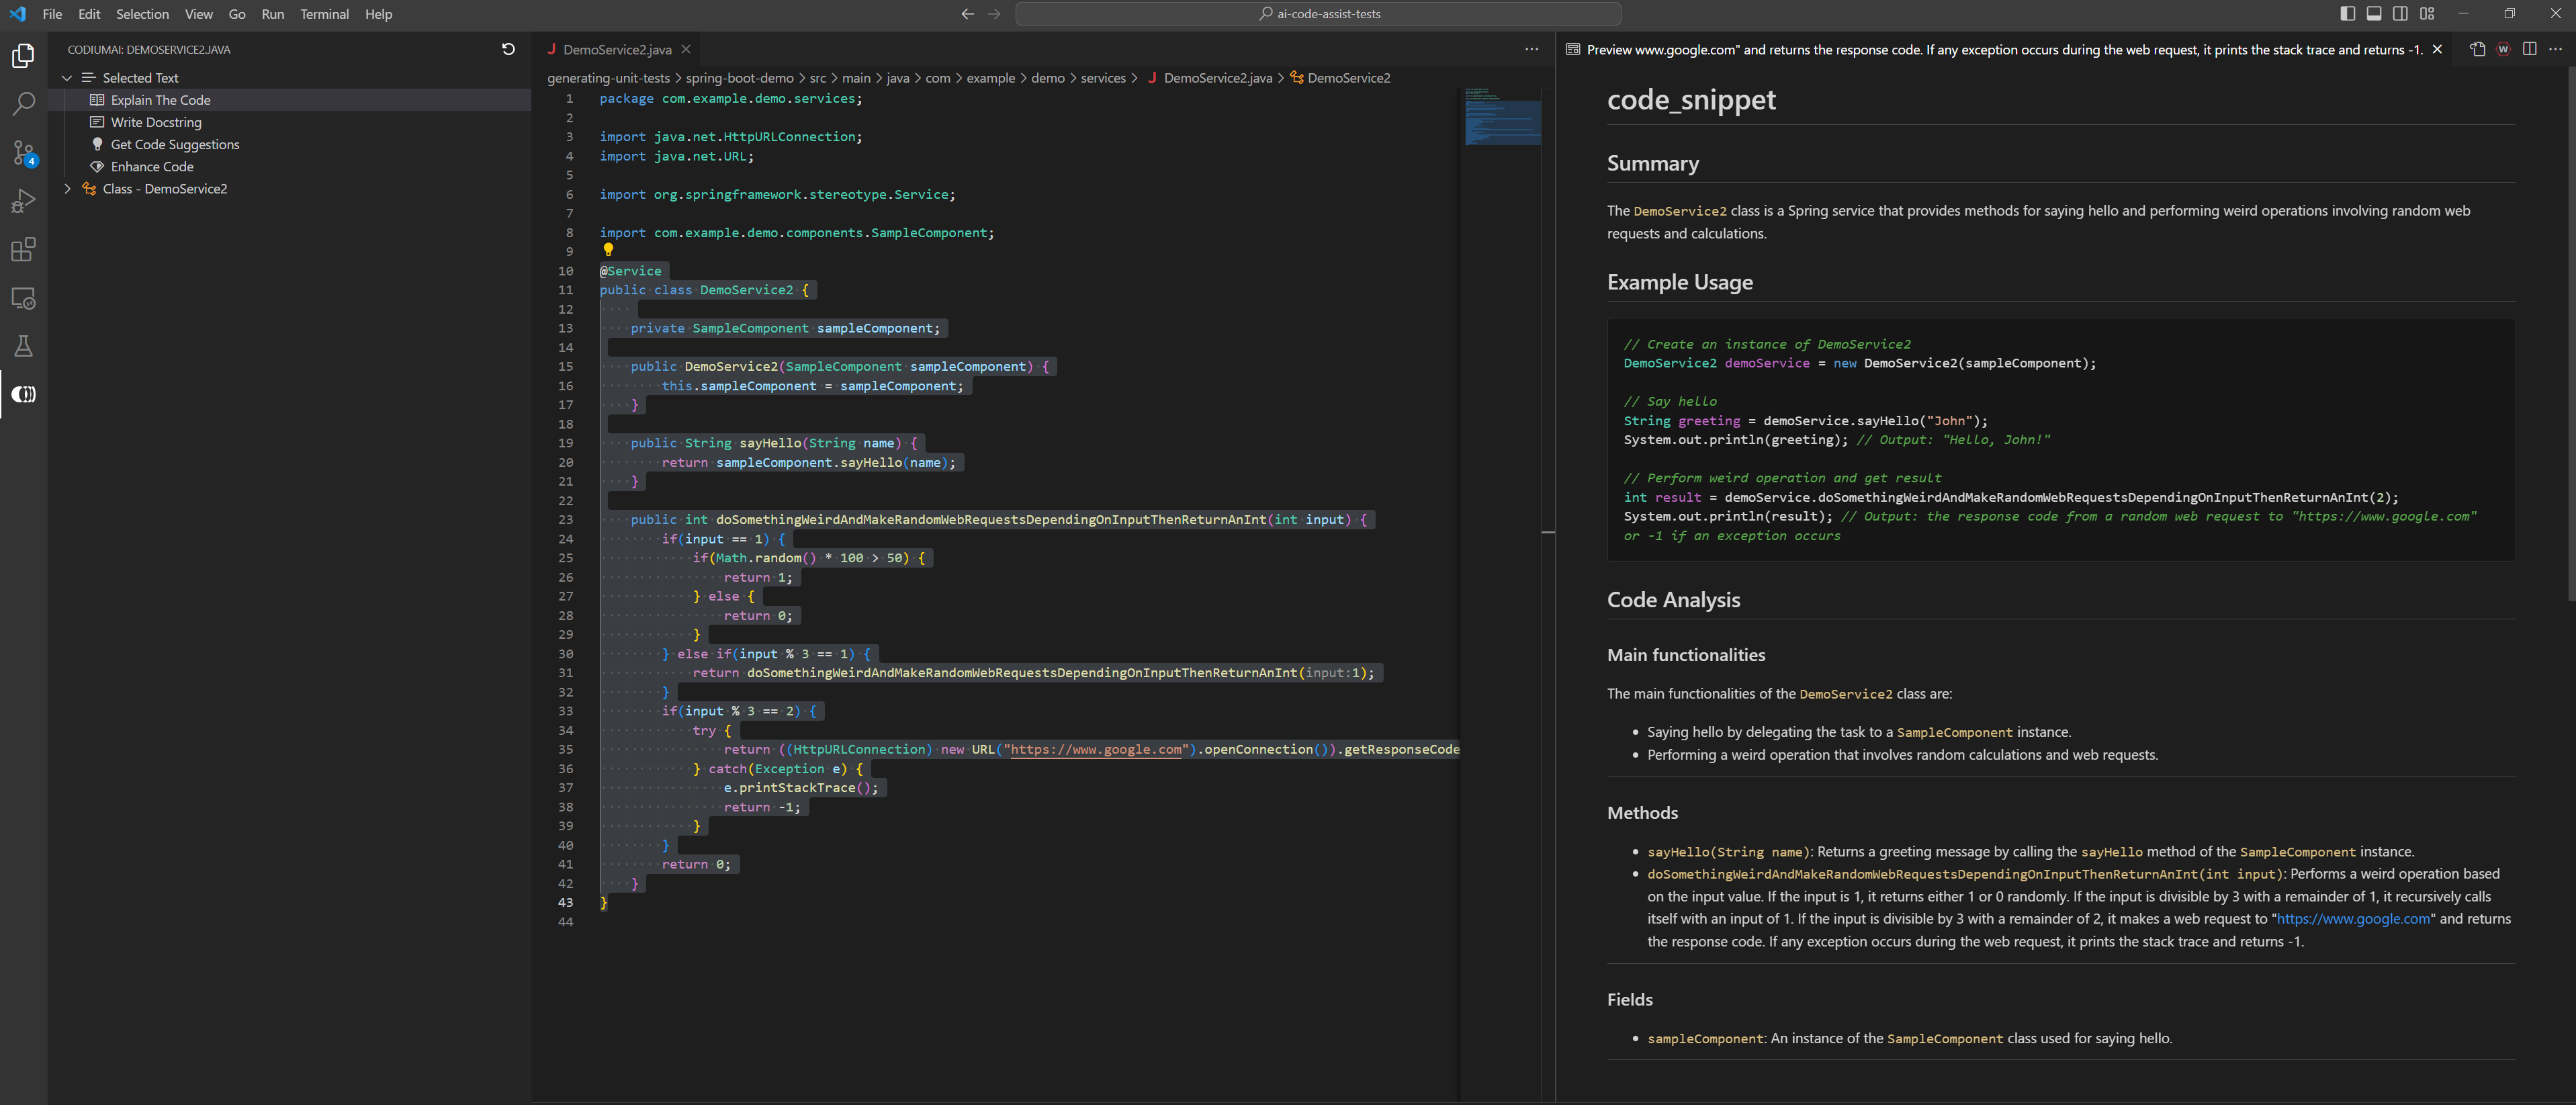 File Edit Selection View Go Run Terminal Help
ai-code-assist-tests
CODIUMAI: DEMOSERVICE2.JAVA
Selected Text
Explain The Code
Write Docstring
Get Code Suggestions
Enhance Code
Class - DemoService2
4
DemoService2.java
generating-unit-tests > spring-boot-demo > src > main > java > com > example > demo > services > DemoService2.java > DemoService2
1 package com.example.demo.services;
2
3 import java.net.HttpURLConnection;
4 import java.net.URL;
5
6 import org.springframework.stereotype.Service;
7
8 import com.example.demo.components.SampleComponent;
9
10 @Service
11 public class DemoService2 {
12
13 private SampleComponent sampleComponent;
14
15 public DemoService2(SampleComponent sampleComponent) {
16 this.sampleComponent = sampleComponent;
17 }
18
19 public String sayHello(String name) {
20 return sampleComponent.sayHello(name);
21 }
22
23 public int doSomethingWeirdAndMakeRandomWebRequestsDependingOnInputThenReturnAnInt(int input) {
24 if(input == 1) {
25 if(Math.random() * 100 > 50) {
26 return 1;
27 } else {
28 return 0;
29 }
30 } else if(input % 3 == 1) {
31 return doSomethingWeirdAndMakeRandomWebRequestsDependingOnInputThenReturnAnInt(input:1);
32 }
33 if(input % 3 == 2) {
34 try {
35 return ((HttpURLConnection) new URL("https://www.google.com").openConnection()).getResponseCode
36 } catch(Exception e) {
37 e.printStackTrace();
38 return -1;
39 }
40 }
41 return 0;
42 }
43 }
44
Preview www.google.com" and returns the response code. If any exception occurs during the web request, it prints the stack trace and returns -1.
W
code_snippet
Summary
The DemoService2 class is a Spring service that provides methods for saying hello and performing weird operations involving random web
requests and calculations.
Example Usage
// Create an instance of DemoService2
DemoService2 demoService = new DemoService2(sampleComponent);
// Say hello
String greeting = demoService.sayHello("John");
System.out.println(greeting); // Output: "Hello, John!"
// Perform weird operation and get result
int result = demoService.doSomethingWeirdAndMakeRandomWebRequestsDependingOnInputThenReturnAnInt(2);
System.out.println(result); // Output: the response code from a random web request to "https://www.google.com"
or -1 if an exception occurs
Code Analysis
Main functionalities
The main functionalities of the DemoService2 class are:
• Saying hello by delegating the task to a SampleComponent instance.
• Performing a weird operation that involves random calculations and web requests.
Methods
• sayHello(String name): Returns a greeting message by calling the sayHello method of the SampleComponent instance.
• doSomethingWeirdAndMakeRandomWebRequestsDependingOnInputThenReturnAnInt(int input): Performs a weird operation based
on the input value. If the input is 1, it returns either 1 or 0 randomly. If the input is divisible by 3 with a remainder of 1, it recursively calls
itself with an input of 1. If the input is divisible by 3 with a remainder of 2, it makes a web request to "https://www.google.com" and returns
the response code. If any exception occurs during the web request, it prints the stack trace and returns -1.
Fields
• sampleComponent: An instance of the SampleComponent class used for saying hello.